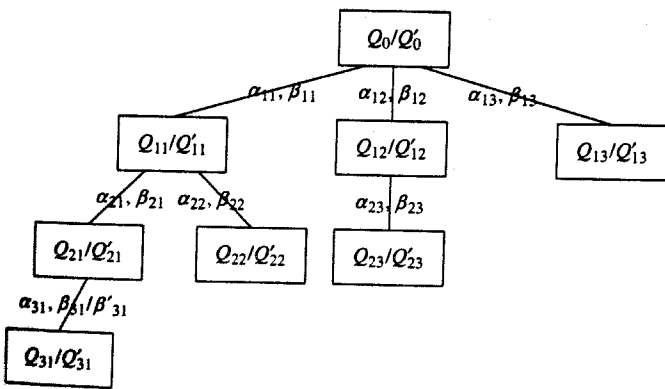 Q₀/Q′₀
α₁₁, β₁₁ α₁₂, β₁₂ α₁₃, β₁₃
Q₁₁/Q′₁₁ Q₁₂/Q′₁₂ Q₁₃/Q′₁₃
α₂₁, β₂₁ α₂₂, β₂₂ α₂₃, β₂₃
Q₂₁/Q′₂₁ Q₂₂/Q′₂₂ Q₂₃/Q′₂₃
α₃₁, β₃₁/β′₃₁
Q₃₁/Q′₃₁